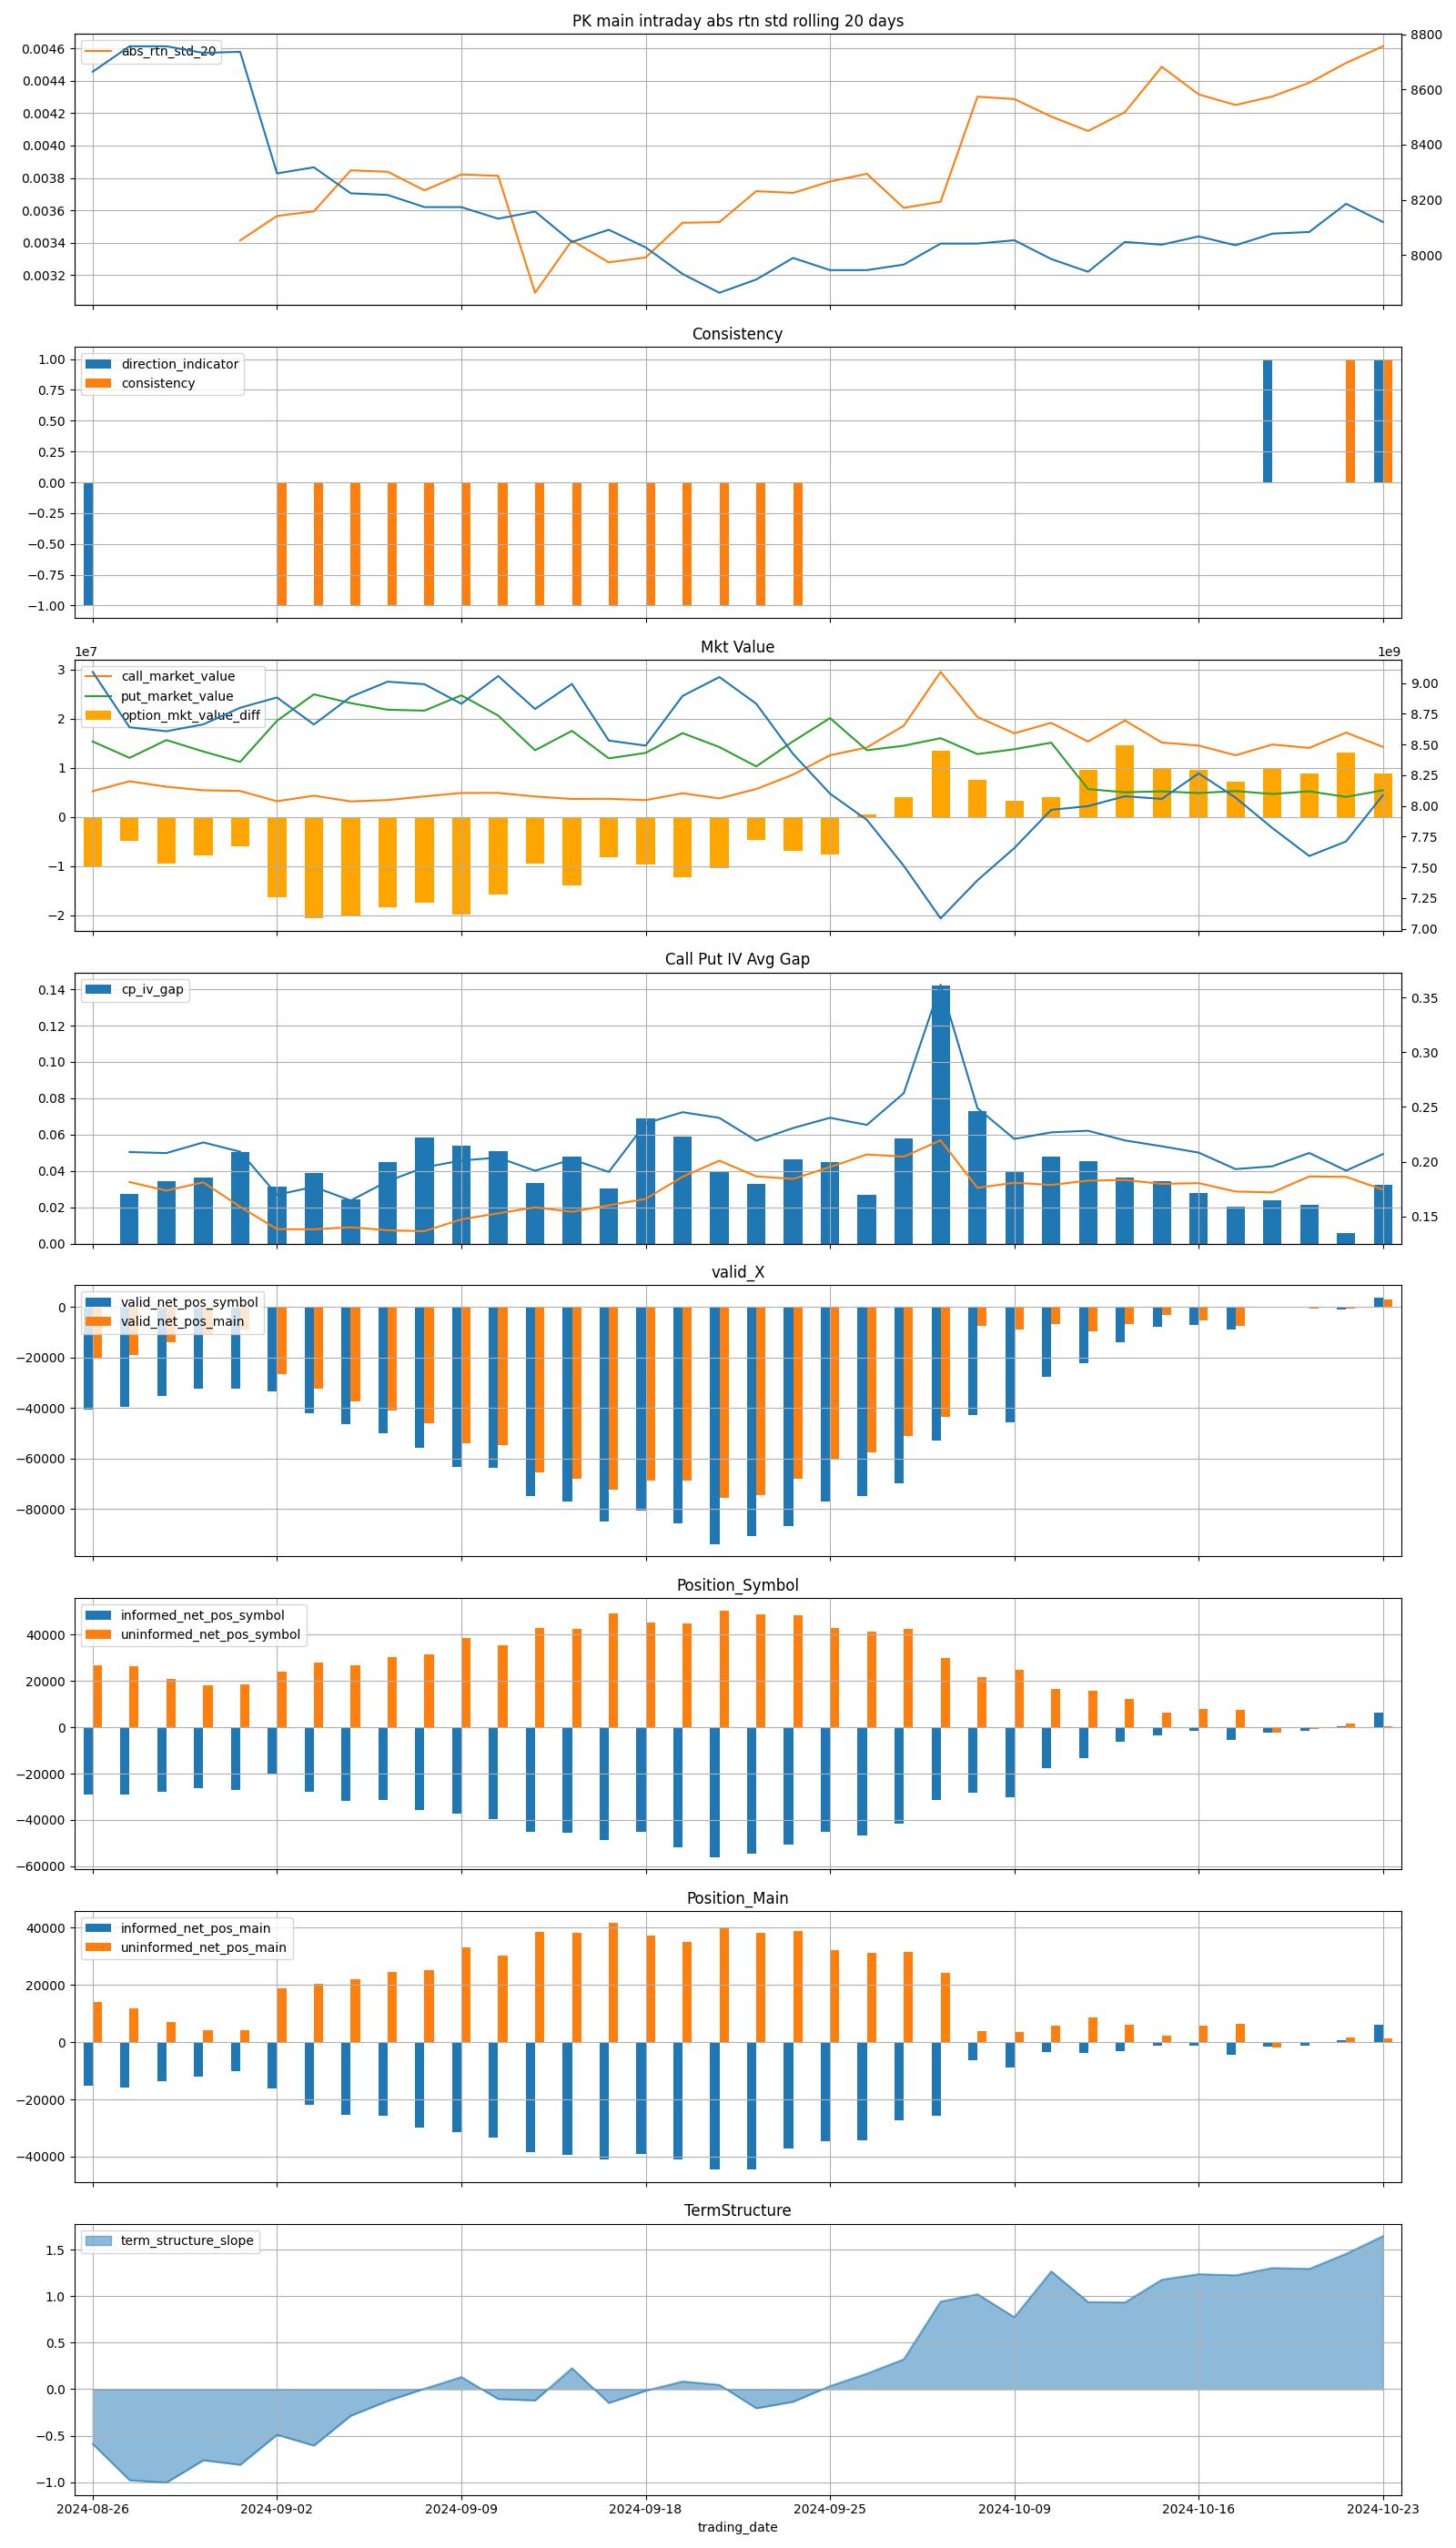 PK main intraday abs rtn std rolling 20 days
abs_rtn_std_20
0.0046
0.0044
0.0042
0.0040
0.0038
0.0036
0.0034
0.0032
8800
8600
8400
8200
8000
Consistency
direction_indicator
consistency
1.00
0.75
0.50
0.25
0.00
−0.25
−0.50
−0.75
−1.00
Mkt Value
1e7
1e9
call_market_value
put_market_value
option_mkt_value_diff
3
2
1
0
−1
−2
9.00
8.75
8.50
8.25
8.00
7.75
7.50
7.25
7.00
Call Put IV Avg Gap
cp_iv_gap
0.14
0.12
0.10
0.08
0.06
0.04
0.02
0.00
0.35
0.30
0.25
0.20
0.15
valid_X
valid_net_pos_symbol
valid_net_pos_main
0
−20000
−40000
−60000
−80000
Position_Symbol
informed_net_pos_symbol
uninformed_net_pos_symbol
40000
20000
0
−20000
−40000
−60000
Position_Main
informed_net_pos_main
uninformed_net_pos_main
40000
20000
0
−20000
−40000
TermStructure
term_structure_slope
1.5
1.0
0.5
0.0
−0.5
−1.0
2024-08-26 2024-09-02 2024-09-09 2024-09-18 2024-09-25 2024-10-09 2024-10-16 2024-10-23
trading_date